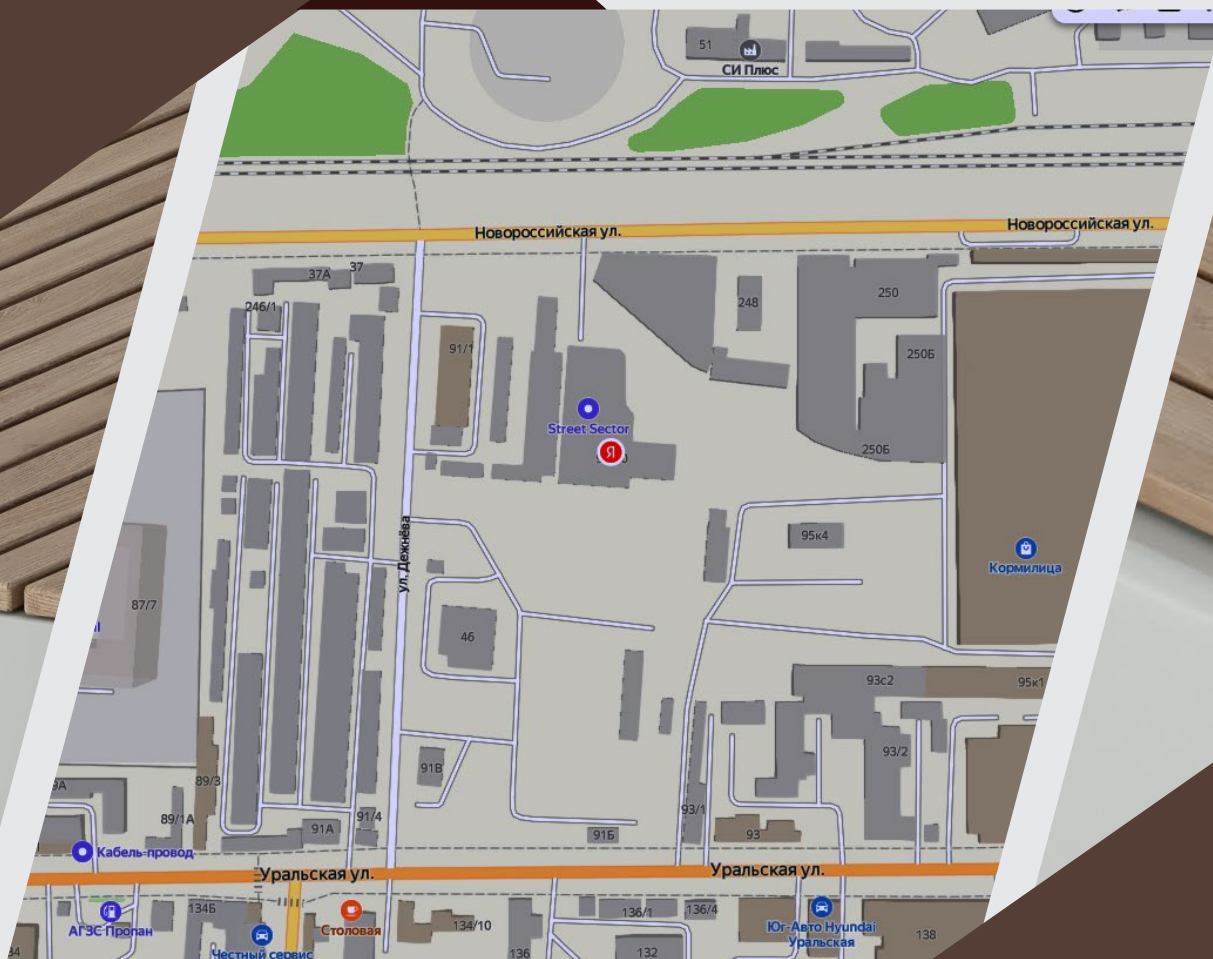 51
СИ Плюс
Новороссийская ул.
Новороссийская ул.
37А
37
246/1
248
250
91/1
250Б
Street Sector
Я
250Б
ул. Дежнёва
95к4
Кормилица
87/7
46
93с2
95к1
93/2
91В
89/3
89/1А
91А
91/4
93/1
91Б
93
Кабель-провод
Уральская ул.
Уральская ул.
АГЗС Пропан
134Б
Столовая
134/10
136/1
136/4
Юг-Авто Hyundai
Уральская
138
Честный сервис
136
132